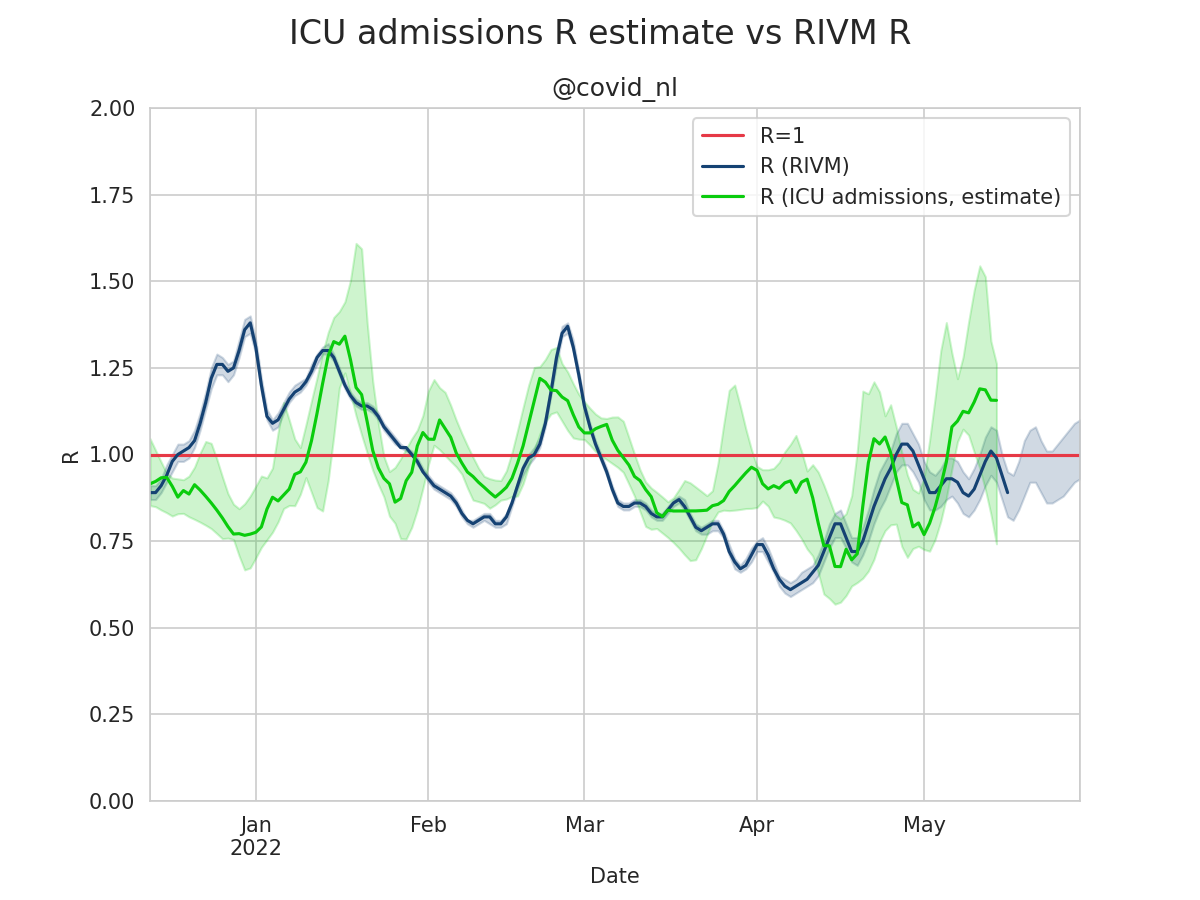 ICU admissions R estimate vs RIVM R
@covid_nl
R=1
R (RIVM)
R (ICU admissions, estimate)
2.00
1.75
1.50
1.25
1.00
0.75
0.50
0.25
0.00
R
Jan
2022
Feb
Mar
Apr
May
Date